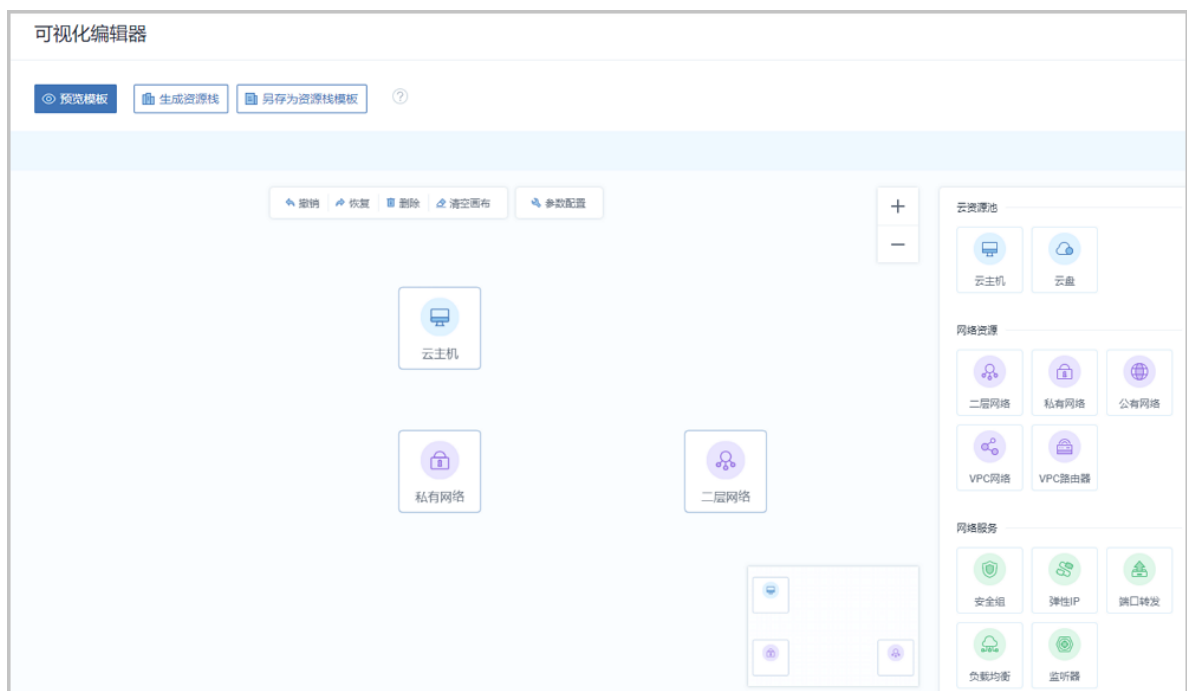 可视化编辑器
预览模板 生成资源栈 另存为资源栈模板 ?
撤销 恢复 删除 清空画布 参数配置
云资源池
云主机 云盘
云主机
网络资源
二层网络 私有网络 公有网络
VPC网络 VPC路由器
私有网络 二层网络
网络服务
安全组 弹性IP 端口转发
负载均衡 监听器